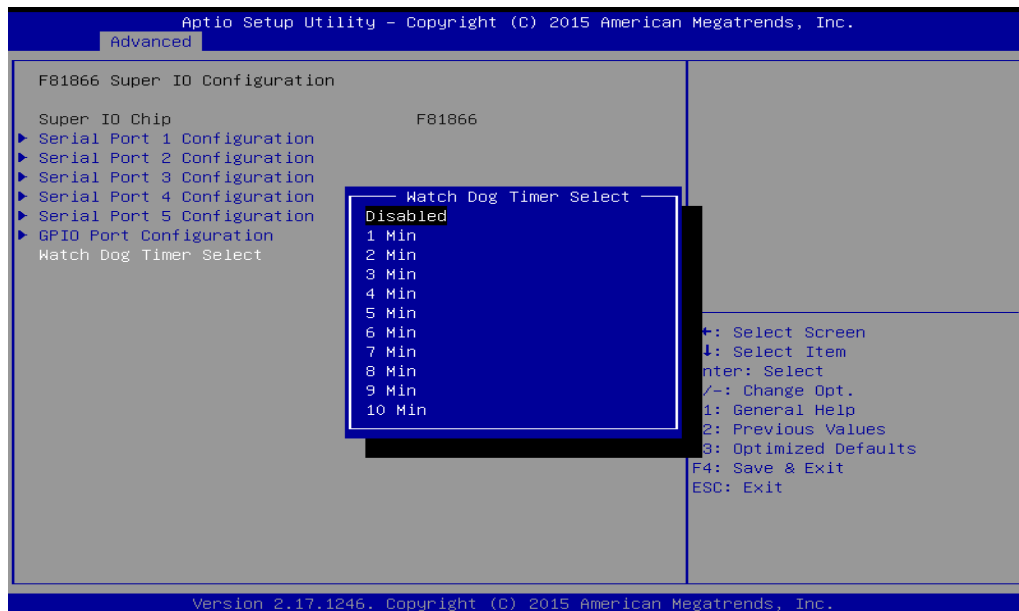 Aptio Setup Utility – Copyright (C) 2015 American Megatrends, Inc.
Advanced
F81866 Super IO Configuration
Super IO Chip F81866
Serial Port 1 Configuration
Serial Port 2 Configuration
Serial Port 3 Configuration
Serial Port 4 Configuration
Serial Port 5 Configuration
GPIO Port Configuration
Watch Dog Timer Select
Watch Dog Timer Select
Disabled
1 Min
2 Min
3 Min
4 Min
5 Min
6 Min
7 Min
8 Min
9 Min
10 Min
←: Select Screen
↓: Select Item
nter: Select
/-: Change Opt.
1: General Help
2: Previous Values
3: Optimized Defaults
F4: Save & Exit
ESC: Exit
Version 2.17.1246. Copyright (C) 2015 American Megatrends, Inc.